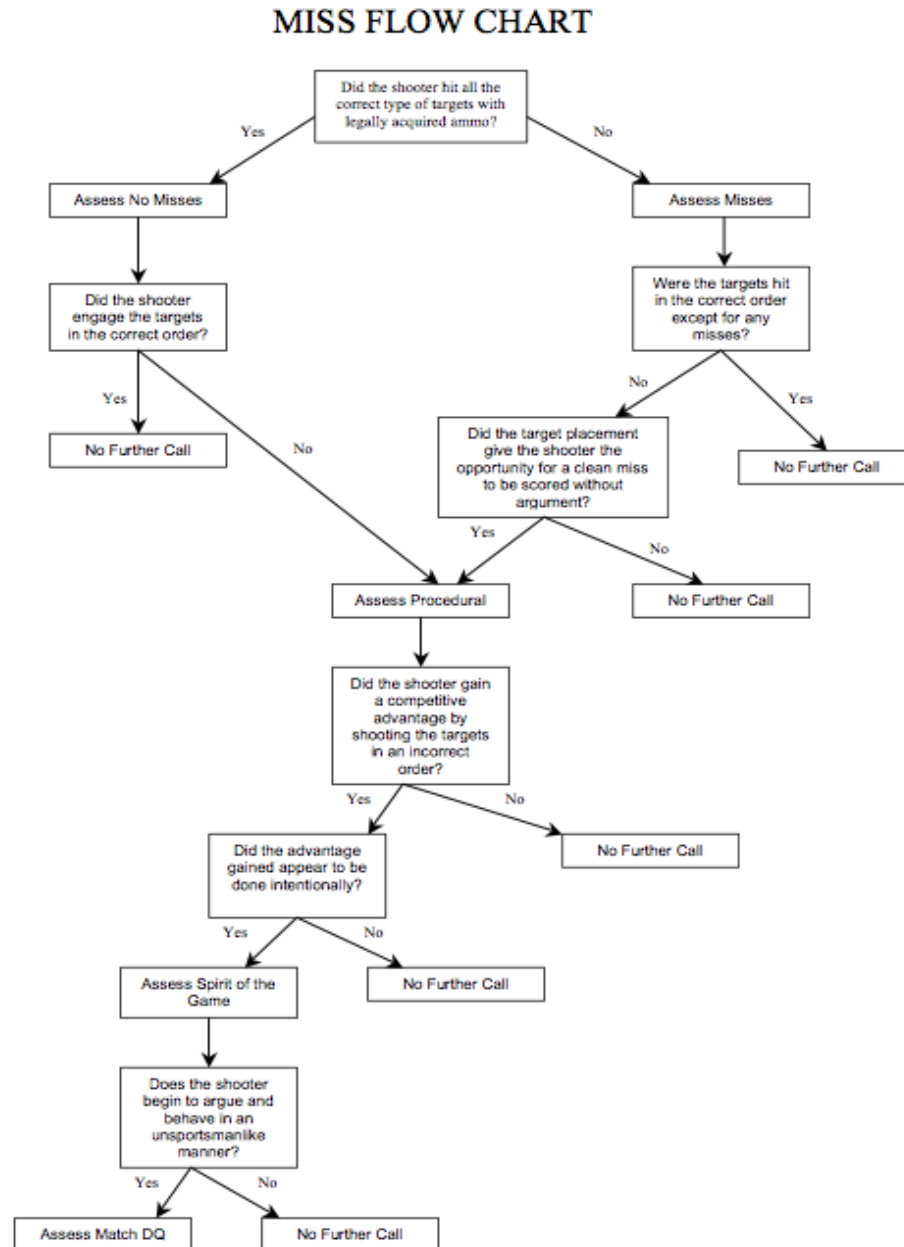 MISS FLOW CHART
Did the shooter hit all the
correct type of targets with
legally acquired ammo?
Yes
No
Assess No Misses
Assess Misses
Did the shooter
engage the targets
in the correct order?
Were the targets hit
in the correct order
except for any
misses?
Yes
No
No
Yes
No Further Call
Did the target placement
give the shooter the
opportunity for a clean miss
to be scored without
argument?
No Further Call
Yes
No
Assess Procedural
No Further Call
Did the shooter gain
a competitive
advantage by
shooting the targets
in an incorrect
order?
Yes
No
Did the advantage
gained appear to be
done intentionally?
No Further Call
Yes
No
Assess Spirit of the
Game
No Further Call
Does the shooter
begin to argue and
behave in an
unsportsmanlike
manner?
Yes
No
Assess Match DQ
No Further Call